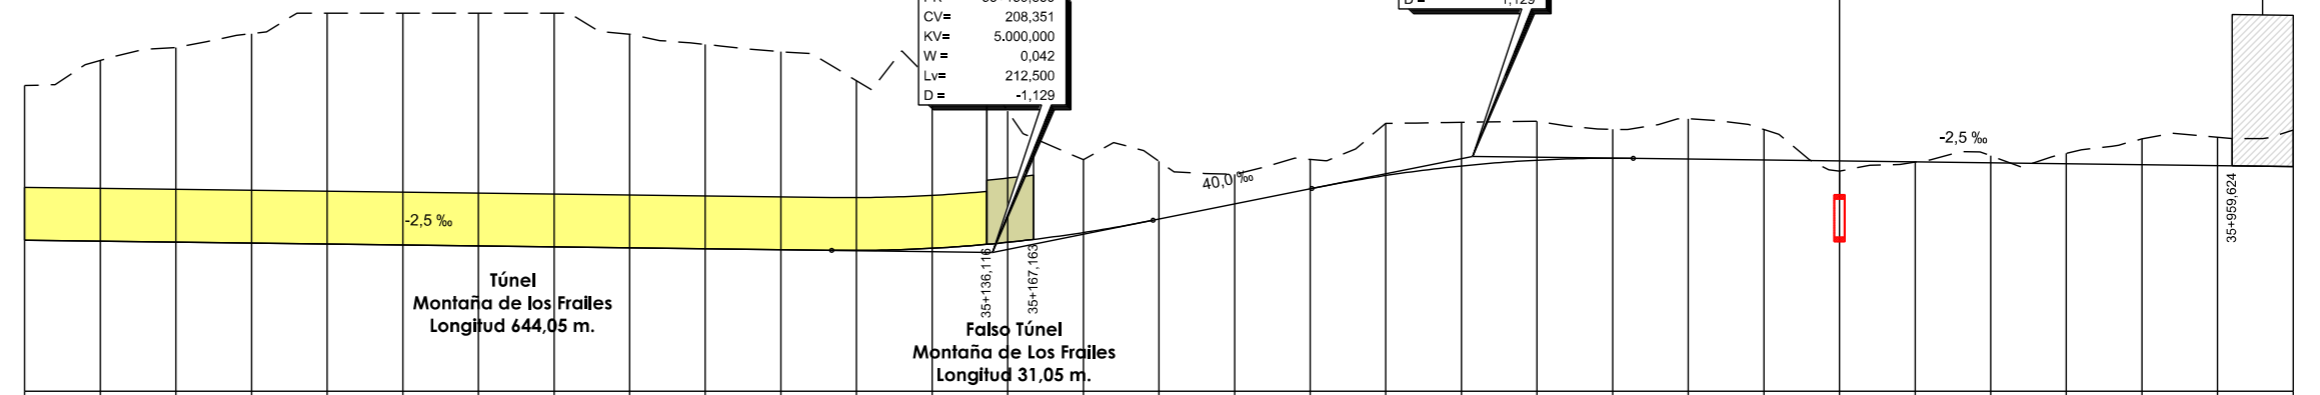 CV= 208,351
KV= 5.000,000
W = 0,042
Lv= 212,500
D = -1,129
-2,5 ‰
40,0 ‰
-2,5 ‰
35+136,116
35+167,163
35+959,624
Túnel
Montaña de los Frailes
Longitud 644,05 m.
Falso Túnel
Montaña de Los Frailes
Longitud 31,05 m.